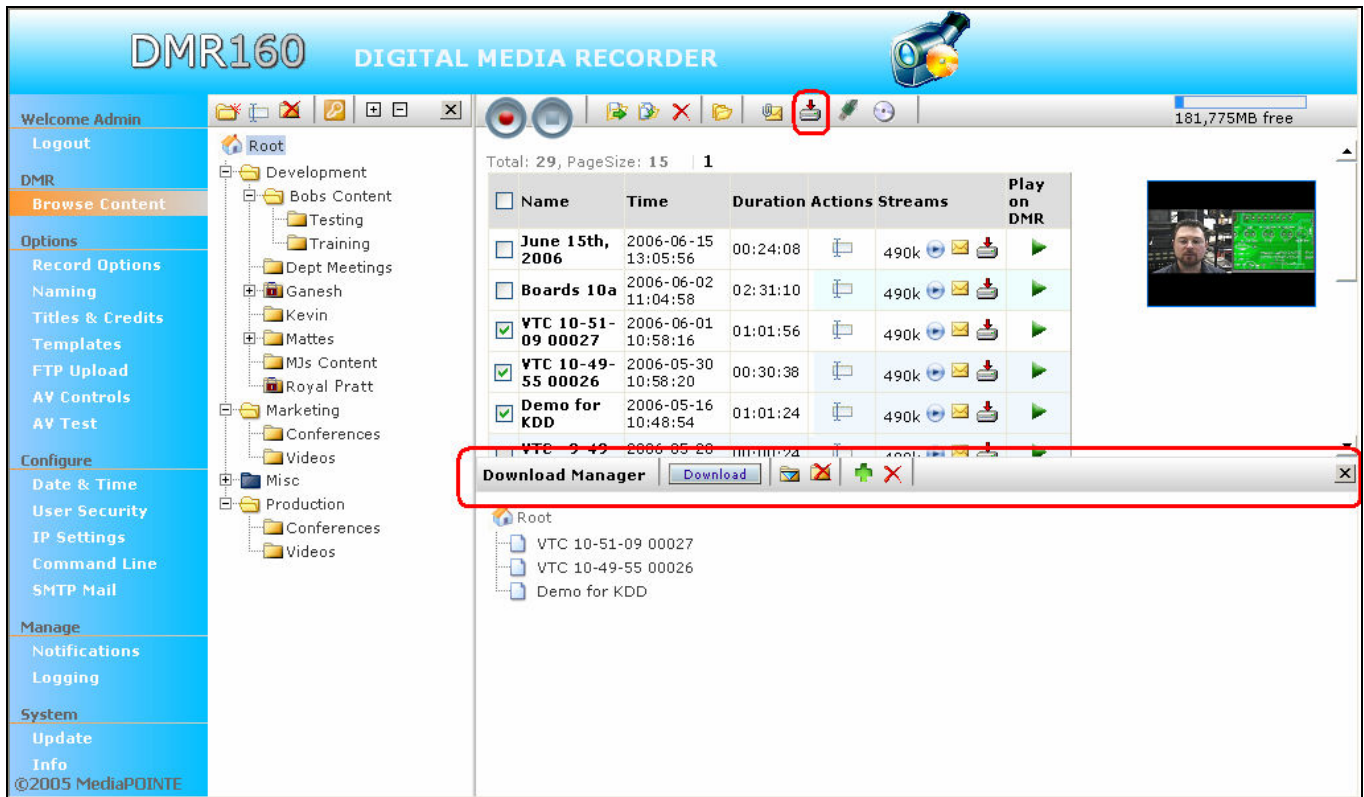 DMR160 DIGITAL MEDIA RECORDER
Welcome Admin
Logout
DMR
Browse Content
Options
Record Options
Naming
Titles & Credits
Templates
FTP Upload
AV Controls
AV Test
Configure
Date & Time
User Security
IP Settings
Command Line
SMTP Mail
Manage
Notifications
Logging
System
Update
Info
©2005 MediaPOINTE
Root
Development
Bobs Content
Testing
Training
Dept Meetings
Ganesh
Kevin
Mattes
MJs Content
Royal Pratt
Marketing
Conferences
Videos
Misc
Production
Conferences
Videos
181,775MB free
Total: 29, PageSize: 15 | 1
Name Time Duration Actions Streams Play on DMR
June 15th, 2006 2006-06-15 13:05:56 00:24:08 490k
Boards 10a 2006-06-02 11:04:58 02:31:10 490k
VTC 10-51-09 00027 2006-06-01 10:58:16 01:01:56 490k
VTC 10-49-55 00026 2006-05-30 10:58:20 00:30:38 490k
Demo for KDD 2006-05-16 10:48:54 01:01:24 490k
Download Manager Download
Root
VTC 10-51-09 00027
VTC 10-49-55 00026
Demo for KDD